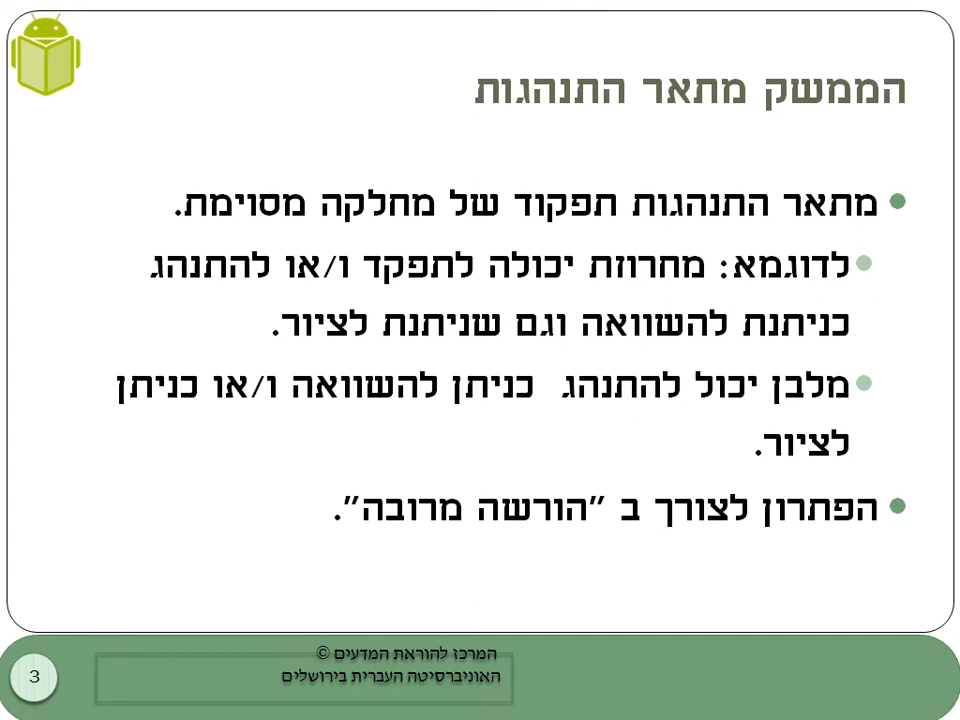 הממשק מתאר התנהגות
מתאר התנהגות תפקוד של מחלקה מסוימת.
לדוגמא: מחרוזת יכולה לתפקד ו/או להתנהג
כניתנת להשוואה וגם שניתנת לציור.
מלבן יכול להתנהג כניתן להשוואה ו/או כניתן
לציור.
הפתרון לצורך ב "הורשה מרובה".
המרכז להוראת המדעים ©
האוניברסיטה העברית בירושלים
3